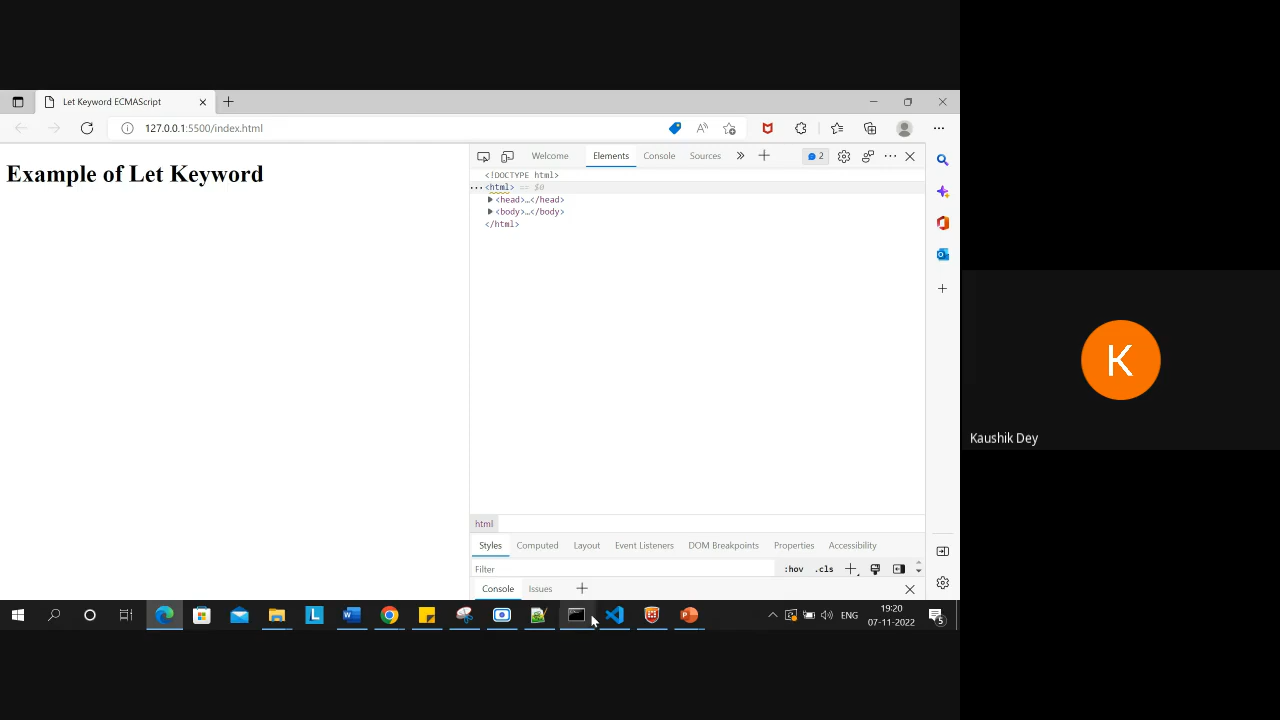 Let Keyword ECMAScript
127.0.0.1:5500/index.html
Example of Let Keyword
Welcome Elements Console Sources 2
<!DOCTYPE html>
<html> == $0
<head>…</head>
<body>…</body>
</html>
html
Styles Computed Layout Event Listeners DOM Breakpoints Properties Accessibility
Filter :hov .cls
Console Issues
K
Kaushik Dey
L W ENG
19:20
07-11-2022
5